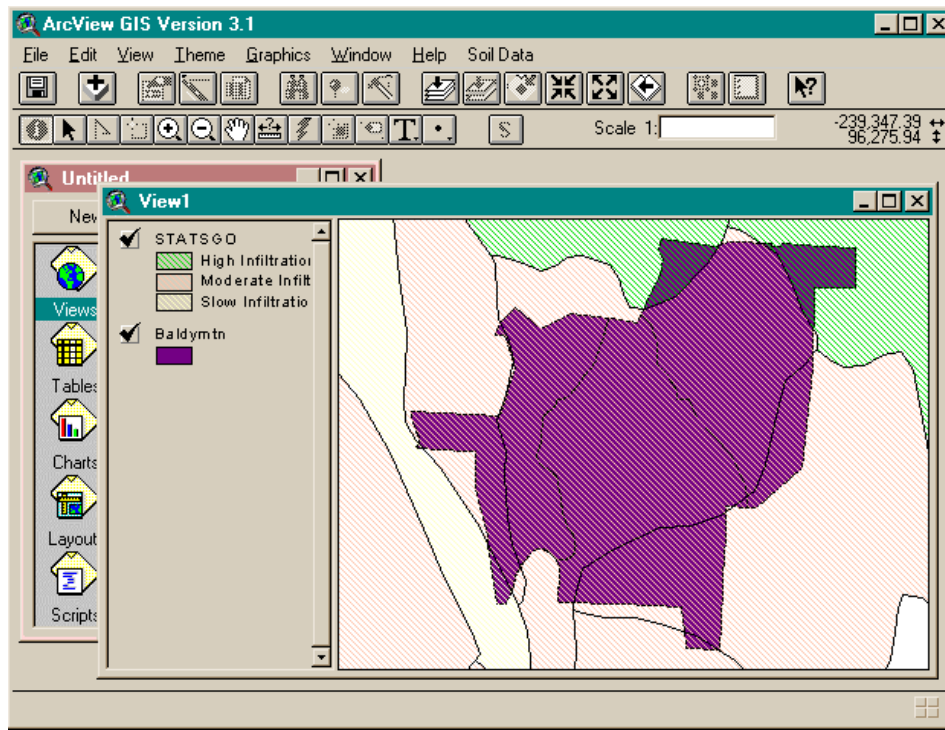 ArcView GIS Version 3.1
File Edit View Theme Graphics Window Help Soil Data
S Scale 1: -239,347.39
T 96,275.94
Untitled
New
View1
Views
Tables
Charts
Layout
Scripts
STATSGO
High Infiltration
Moderate Infilt
Slow Infiltratio
Baldymtn